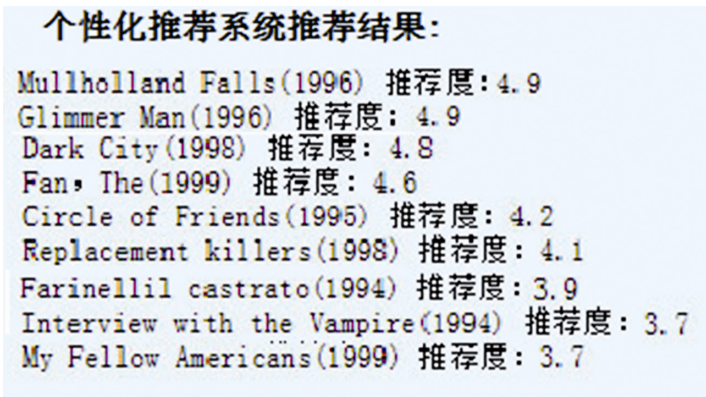 个性化推荐系统推荐结果:
Mullholland Falls(1996) 推荐度:4.9
Glimmer Man(1996) 推荐度: 4.9
Dark City(1998) 推荐度: 4.8
Fan，The(1999) 推荐度: 4.6
Circle of Friends(1995) 推荐度: 4.2
Replacement killers(1998) 推荐度: 4.1
Farinellil castrato(1994) 推荐度: 3.9
Interview with the Vampire(1994) 推荐度: 3.7
My Fellow Americans(1999) 推荐度: 3.7